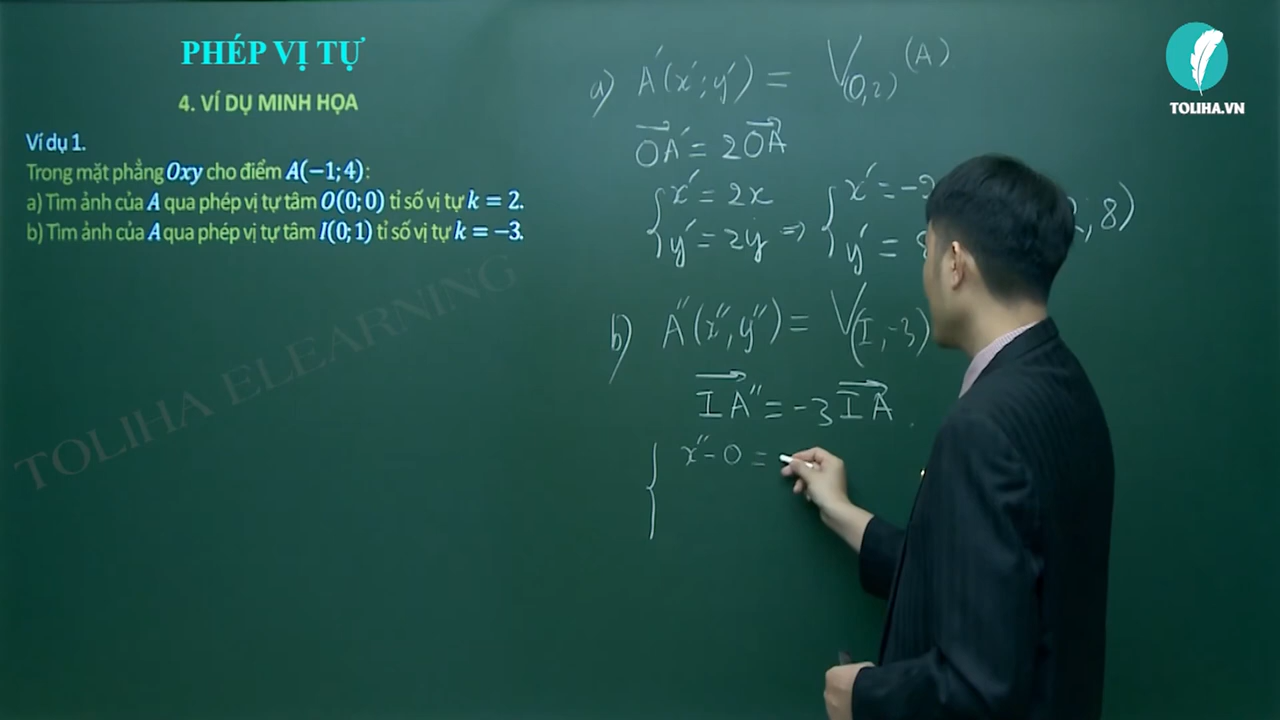 PHÉP VỊ TỰ
4. VÍ DỤ MINH HỌA
Ví dụ 1.
Trong mặt phẳng Oxy cho điểm A(−1; 4):
a) Tìm ảnh của A qua phép vị tự tâm O(0; 0) tỉ số vị tự k = 2.
b) Tìm ảnh của A qua phép vị tự tâm I(0; 1) tỉ số vị tự k = −3.
TOLIHA ELEARNING
TOLIHA.VN
a) A'(x'; y') = V(O,2)(A)
OA' = 2OA
x' = 2x
y' = 2y ⇒
x' = −2
y' = 8
, 8)
b) A''(x'', y'') = V(I, −3)
IA'' = −3IA
x'' − 0 =